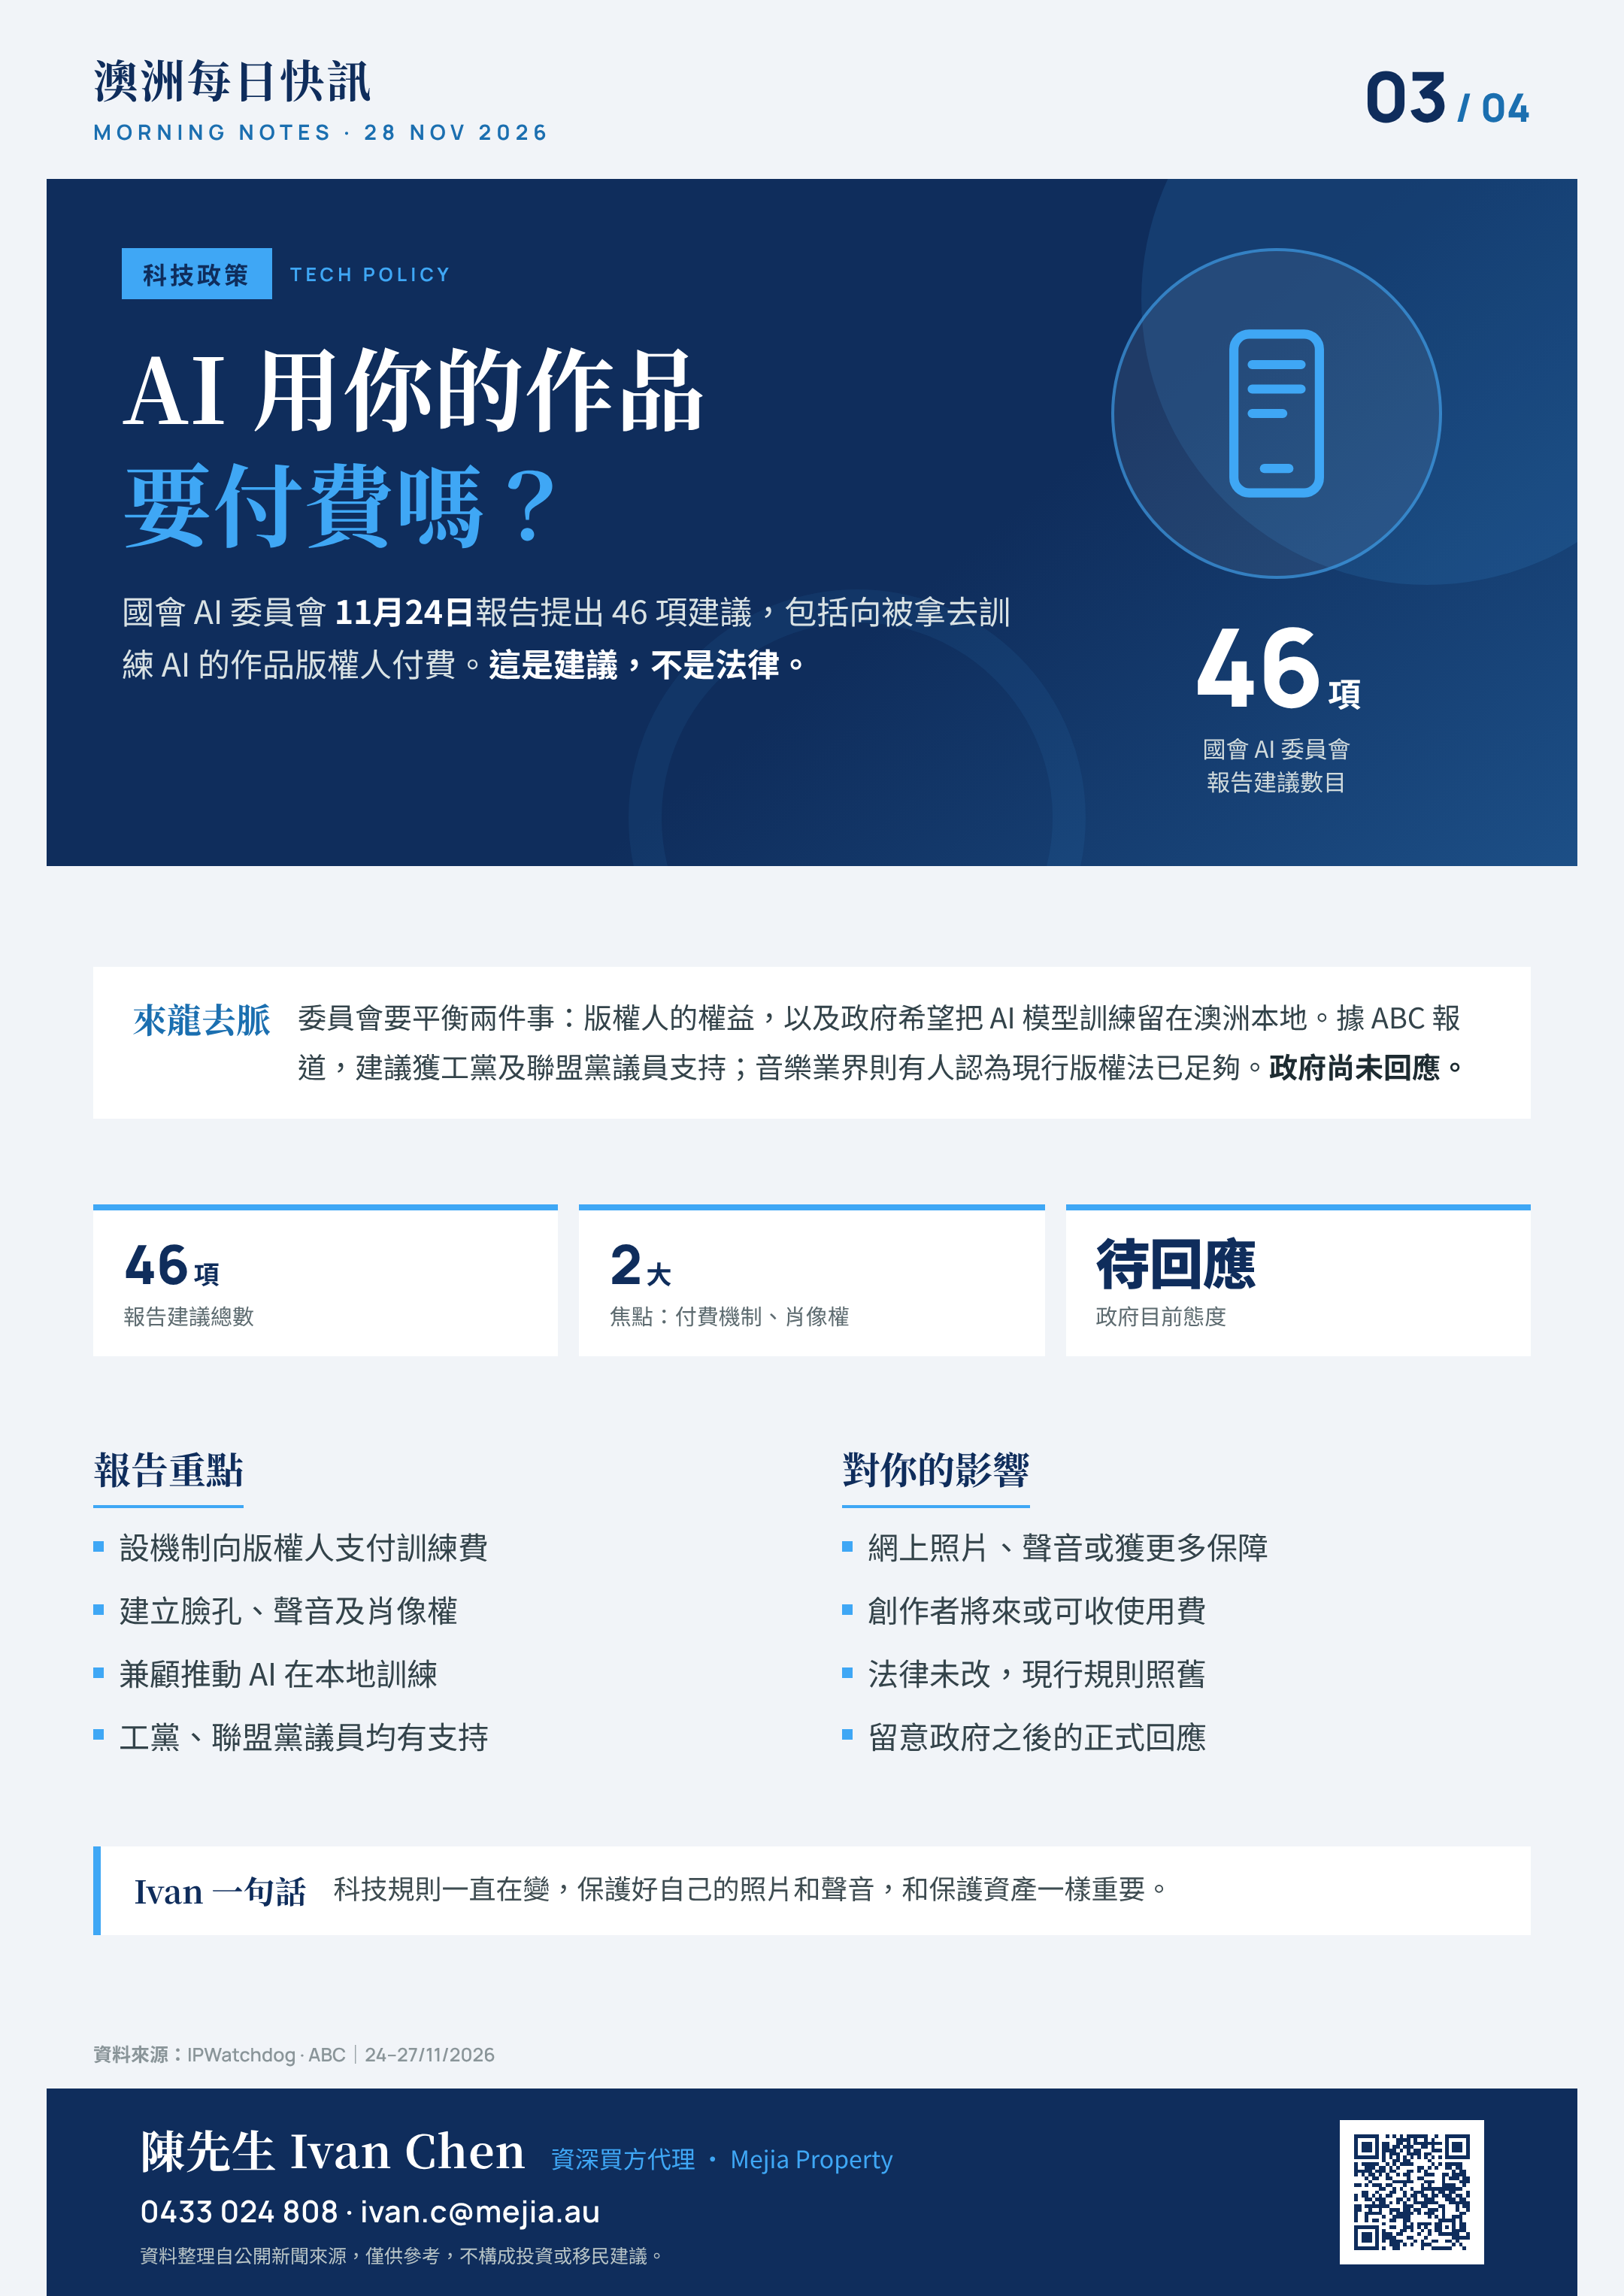 澳洲每日快訊
MORNING NOTES · 28 NOV 2026
03 / 04
科技政策 TECH POLICY
AI 用你的作品
要付費嗎？
國會 AI 委員會 11月24日報告提出 46 項建議，包括向被拿去訓
練 AI 的作品版權人付費。這是建議，不是法律。
46 項
國會 AI 委員會
報告建議數目
來龍去脈 委員會要平衡兩件事：版權人的權益，以及政府希望把 AI 模型訓練留在澳洲本地。據 ABC 報
道，建議獲工黨及聯盟黨議員支持；音樂業界則有人認為現行版權法已足夠。政府尚未回應。
46 項
報告建議總數
2 大
焦點：付費機制、肖像權
待回應
政府目前態度
報告重點
設機制向版權人支付訓練費
建立臉孔、聲音及肖像權
兼顧推動 AI 在本地訓練
工黨、聯盟黨議員均有支持
對你的影響
網上照片、聲音或獲更多保障
創作者將來或可收使用費
法律未改，現行規則照舊
留意政府之後的正式回應
Ivan 一句話 科技規則一直在變，保護好自己的照片和聲音，和保護資產一樣重要。
資料來源：IPWatchdog · ABC｜24–27/11/2026
陳先生 Ivan Chen 資深買方代理 · Mejia Property
0433 024 808 · ivan.c@mejia.au
資料整理自公開新聞來源，僅供參考，不構成投資或移民建議。